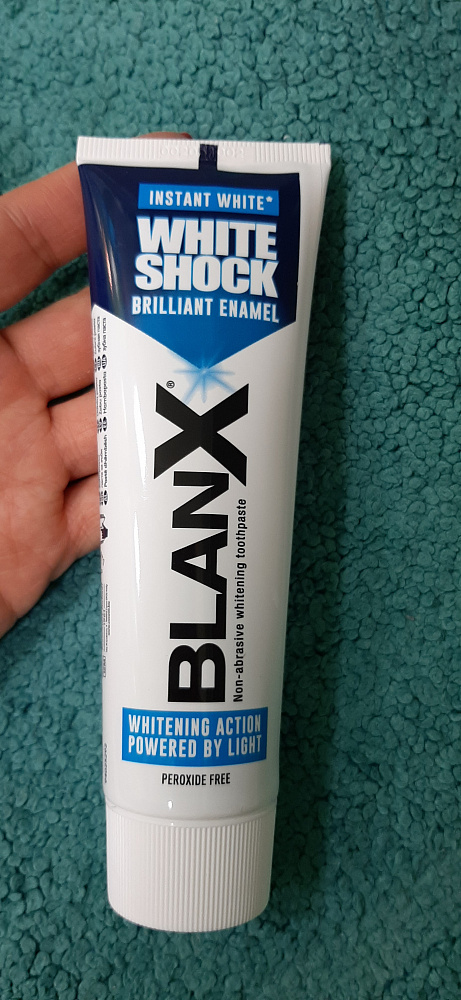 INSTANT WHITE*
WHITE
SHOCK
BRILLIANT ENAMEL
BLANX®
Non-abrasive whitening toothpaste
WHITENING ACTION
POWERED BY LIGHT
PEROXIDE FREE